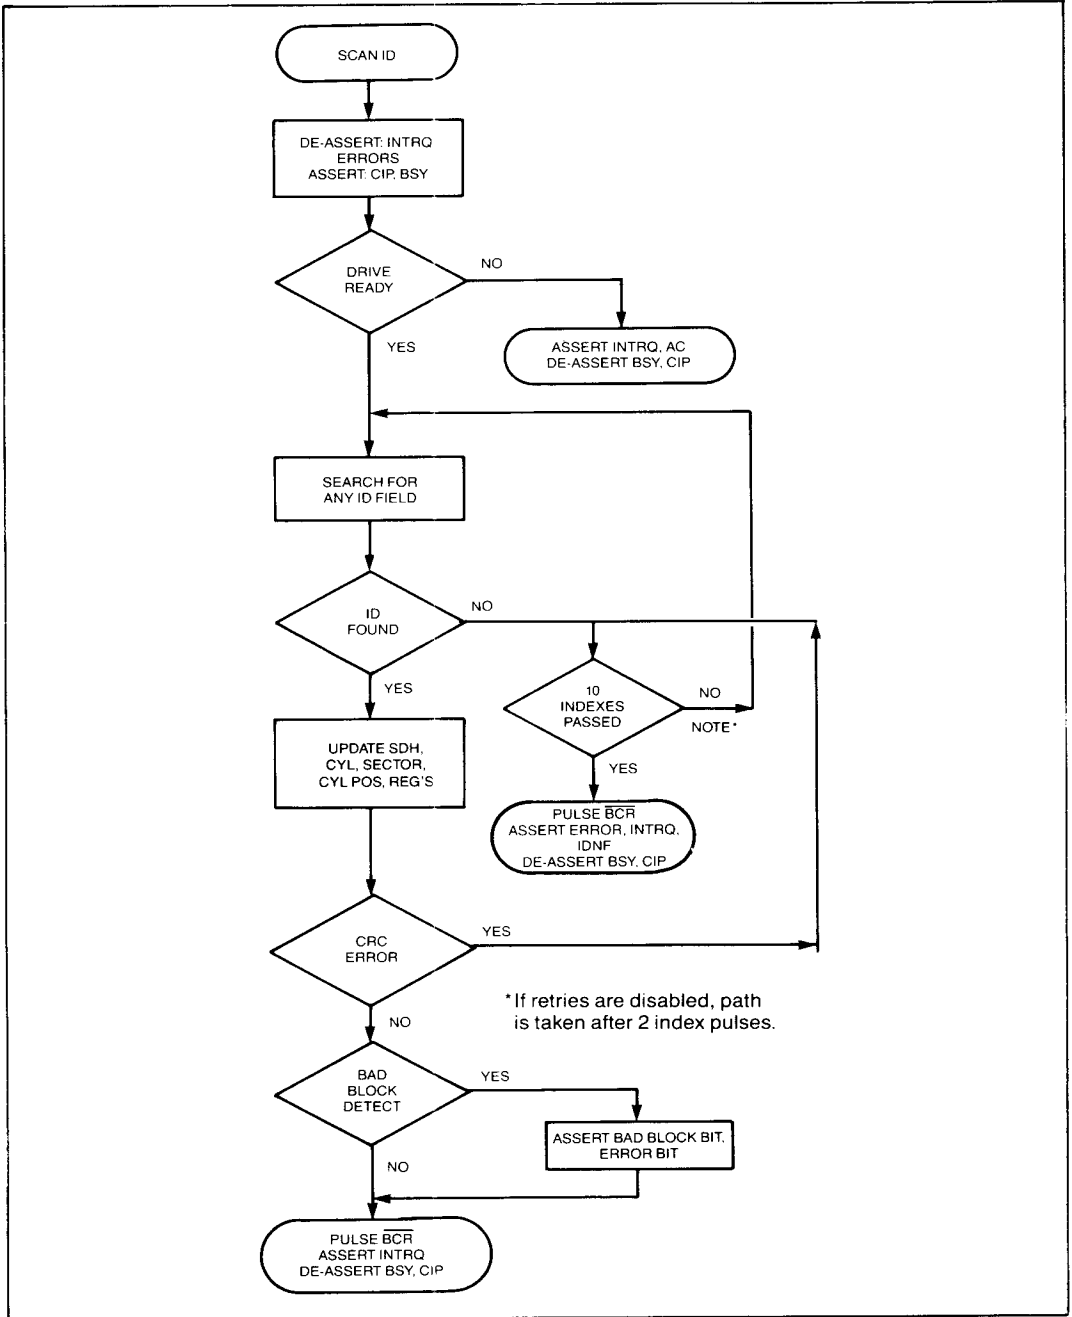 SCAN ID
DE-ASSERT: INTRQ
ERRORS
ASSERT: CIP, BSY
DRIVE
READY
NO
YES
ASSERT INTRQ, AC
DE-ASSERT BSY, CIP
SEARCH FOR
ANY ID FIELD
ID
FOUND
NO
YES
10
INDEXES
PASSED
NO
NOTE*
YES
UPDATE SDH,
CYL, SECTOR,
CYL POS, REG'S
PULSE BCR
ASSERT ERROR, INTRQ,
IDNF
DE-ASSERT BSY, CIP
CRC
ERROR
YES
NO
*If retries are disabled, path
is taken after 2 index pulses.
BAD
BLOCK
DETECT
YES
NO
ASSERT BAD BLOCK BIT,
ERROR BIT
PULSE BCR
ASSERT INTRQ
DE-ASSERT BSY, CIP